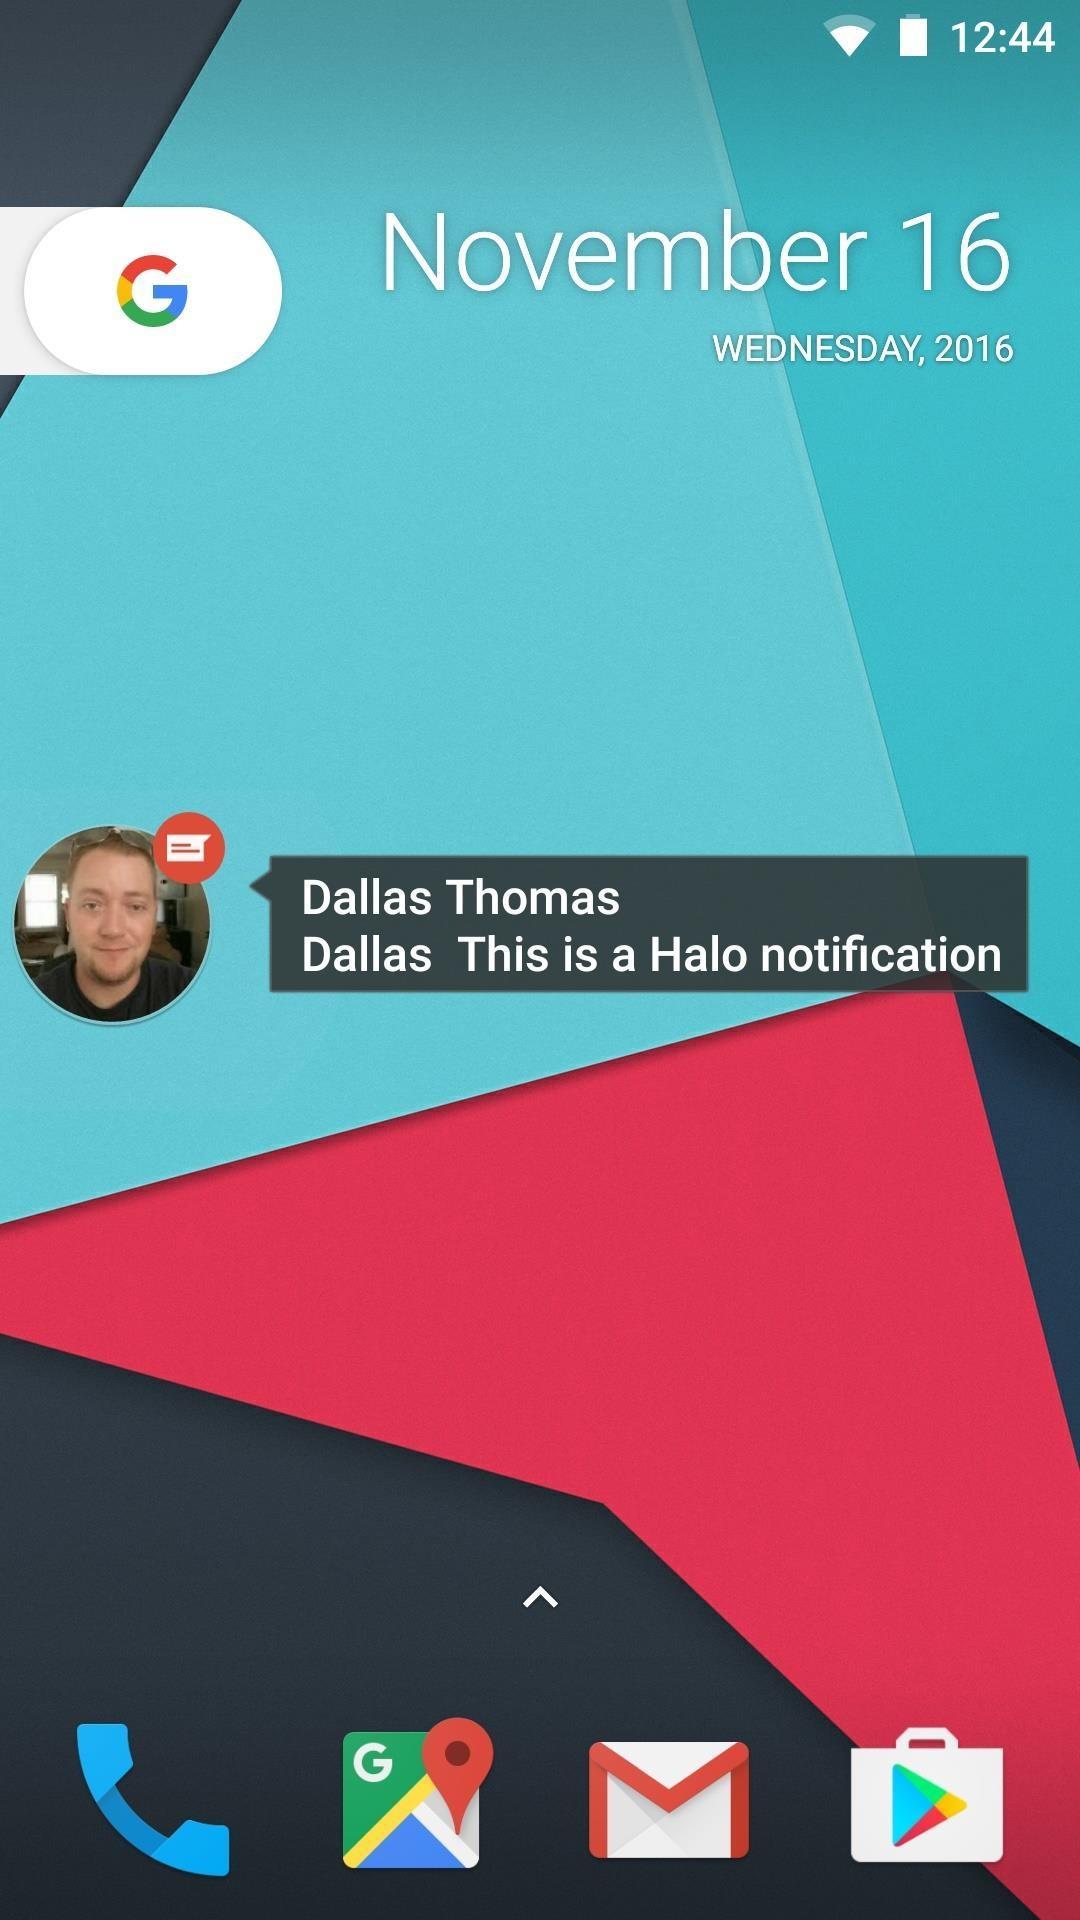 12:44
November 16
WEDNESDAY, 2016
Dallas Thomas
Dallas  This is a Halo notification